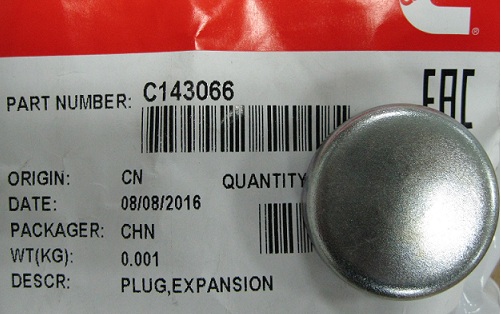 PART NUMBER: C143066
EAC
ORIGIN: CN QUANTITY
DATE: 08/08/2016
PACKAGER: CHN
WT(KG): 0.001
DESCR: PLUG,EXPANSION
®